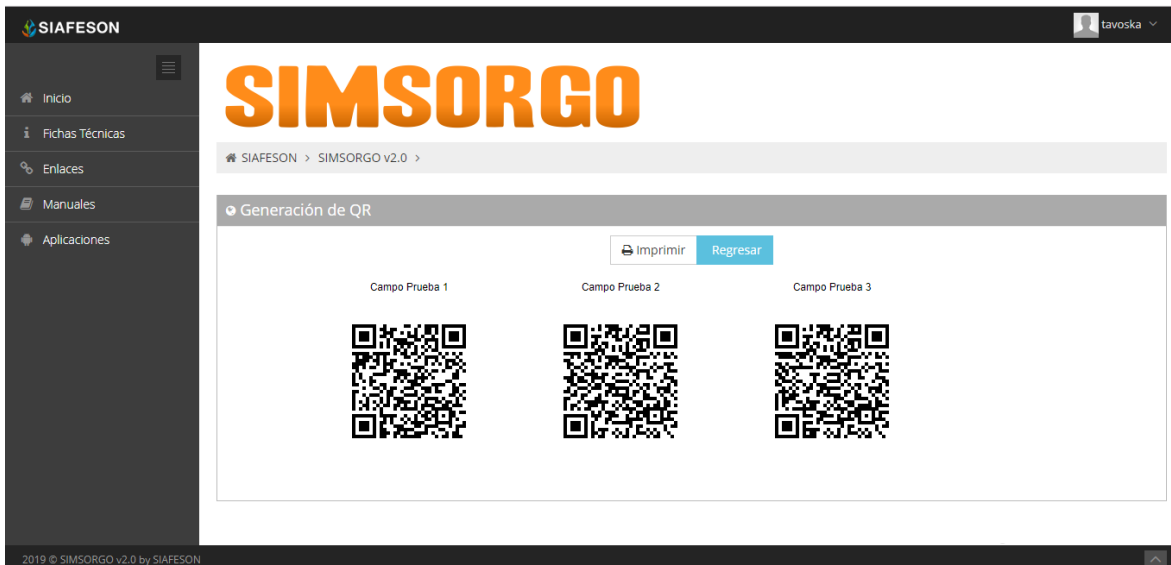 SIAFESON
tavoska
Inicio
Fichas Técnicas
Enlaces
Manuales
Aplicaciones
SIMSORGO
SIAFESON > SIMSORGO v2.0 >
Generación de QR
Imprimir
Regresar
Campo Prueba 1
Campo Prueba 2
Campo Prueba 3
2019 © SIMSORGO v2.0 by SIAFESON